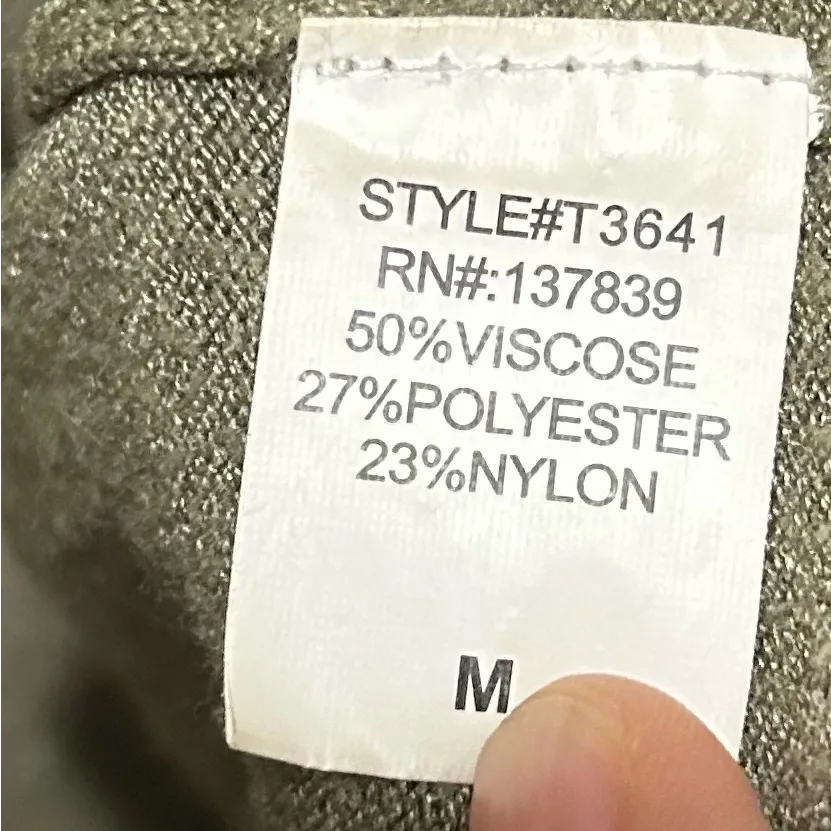 STYLE#T3641
RN#:137839
50%VISCOSE
27%POLYESTER
23%NYLON
M